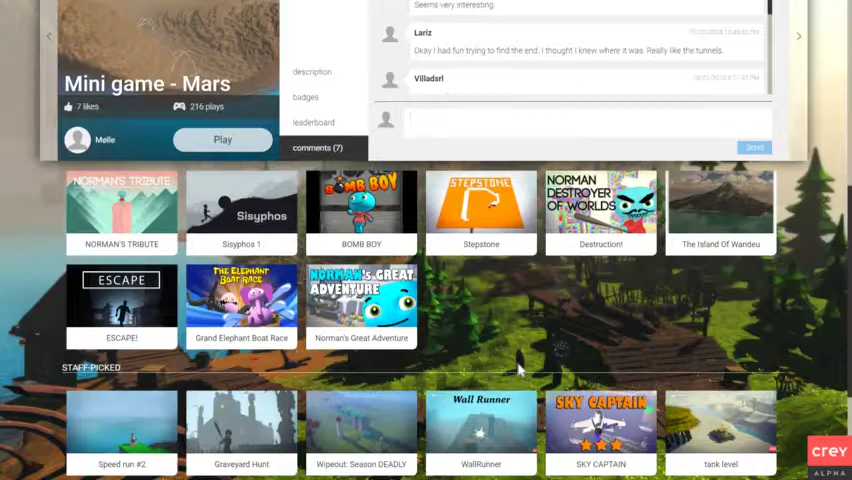 Seems very interesting.
Lariz
Okay I had fun trying to find the end. I thought I knew where it was. Really like the tunnels.
Villadsrl
Mini game - Mars
7 likes
216 plays
Mølle
Play
description
badges
leaderboard
comments (7)
Send
NORMAN'S TRIBUTE
Sisyphos
BOMB BOY
STEPSTONE
NORMAN
DESTROYER
OF WORLDS
NORMAN'S TRIBUTE
Sisyphos 1
BOMB BOY
Stepstone
Destruction!
The Island Of Wandeu
ESCAPE
THE ELEPHANT
BOAT RACE
NORMAN'S GREAT
ADVENTURE
ESCAPE!
Grand Elephant Boat Race
Norman's Great Adventure
STAFF-PICKED
Wall Runner
SKY CAPTAIN
Speed run #2
Graveyard Hunt
Wipeout: Season DEADLY
WallRunner
SKY CAPTAIN
tank level
crey
ALPHA